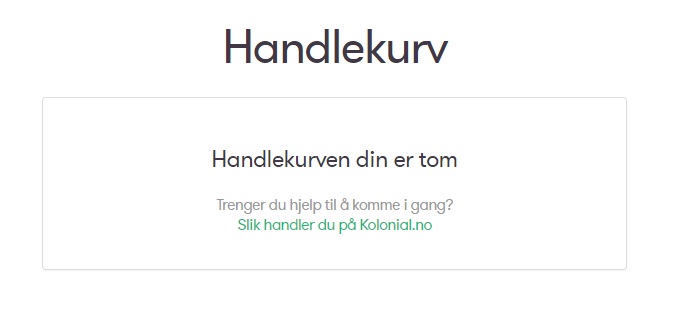 Handlekurv
Handlekurven din er tom
Trenger du hjelp til å komme i gang?
Slik handler du på Kolonial.no